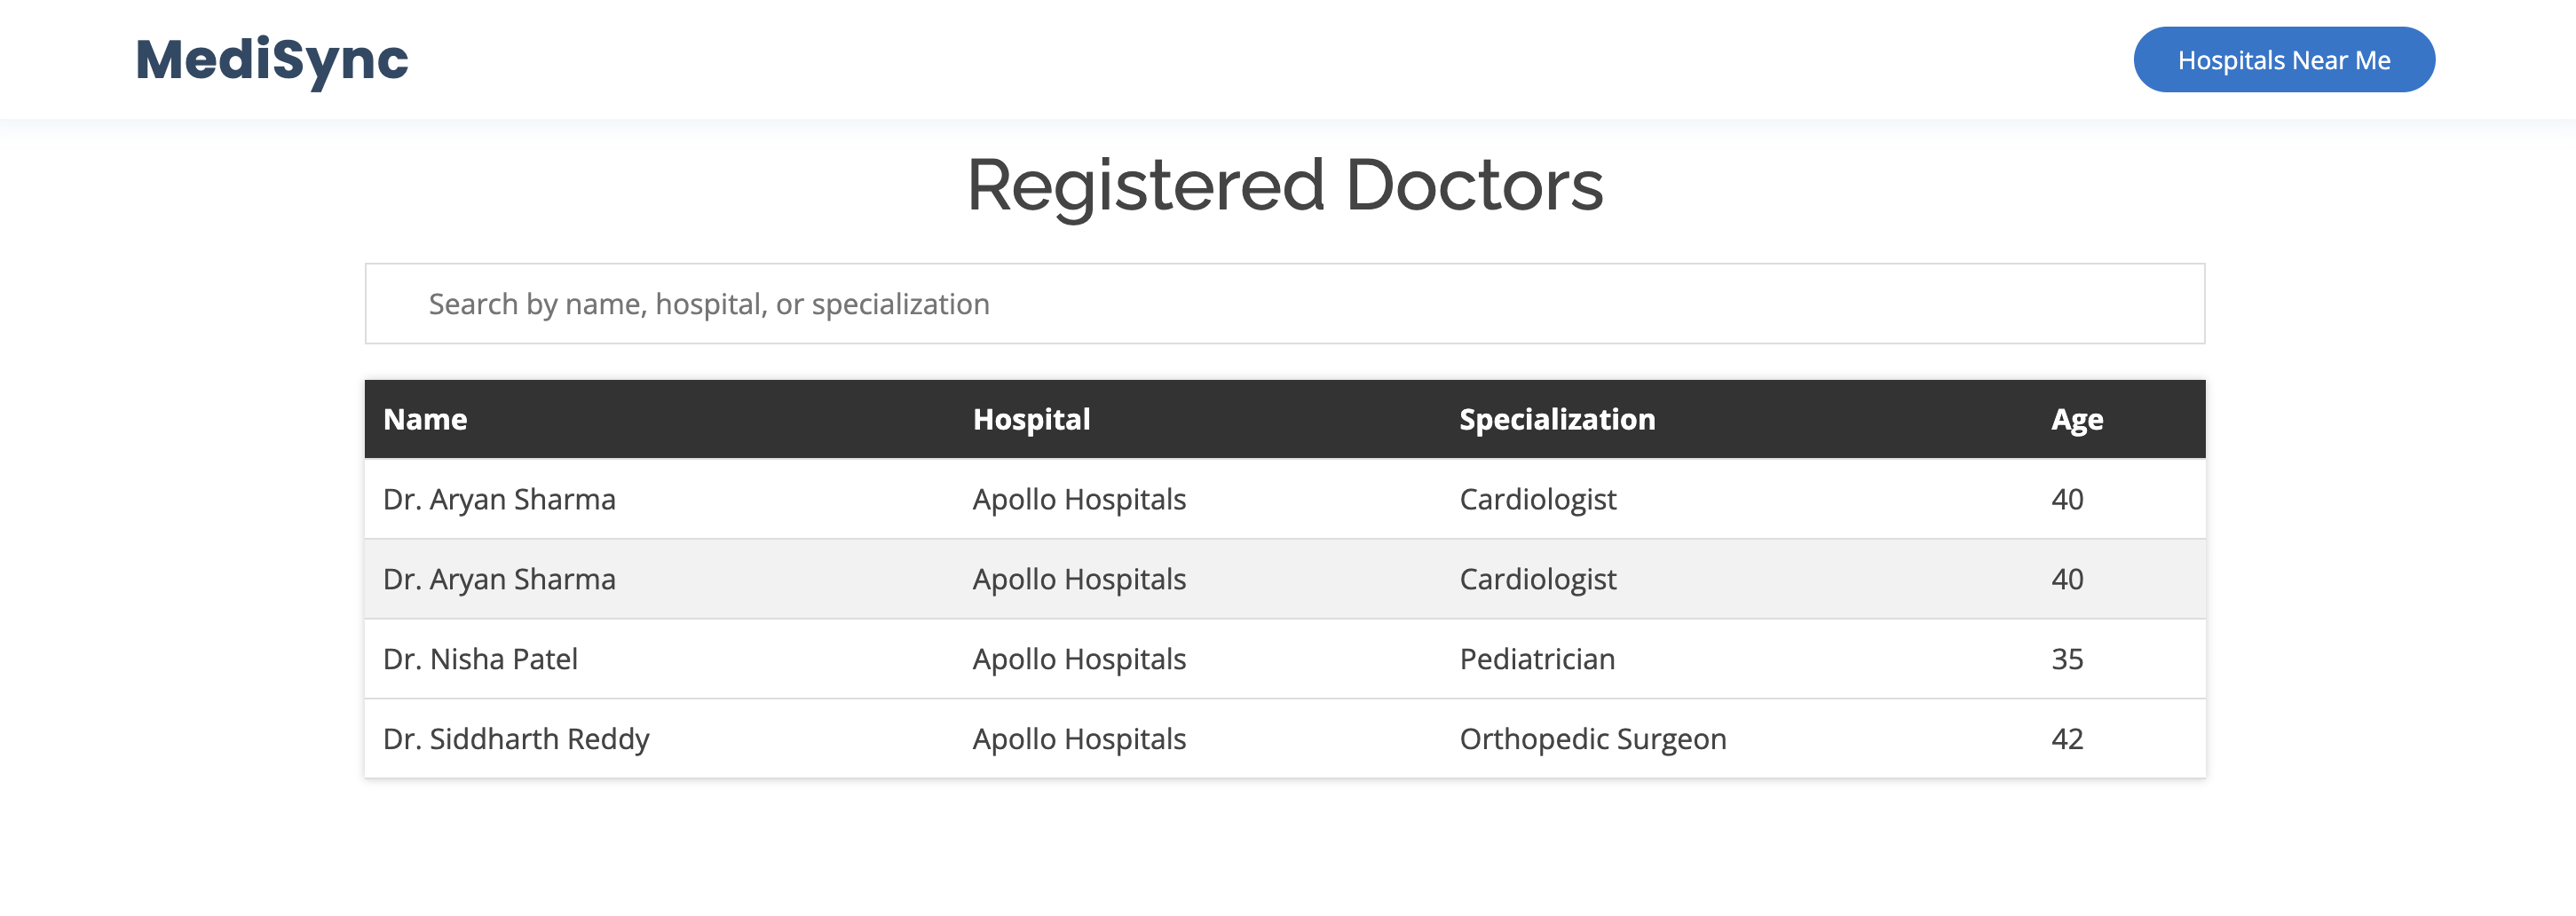 MediSync
Hospitals Near Me
Registered Doctors
Search by name, hospital, or specialization
Name Hospital Specialization Age
Dr. Aryan Sharma Apollo Hospitals Cardiologist 40
Dr. Aryan Sharma Apollo Hospitals Cardiologist 40
Dr. Nisha Patel Apollo Hospitals Pediatrician 35
Dr. Siddharth Reddy Apollo Hospitals Orthopedic Surgeon 42